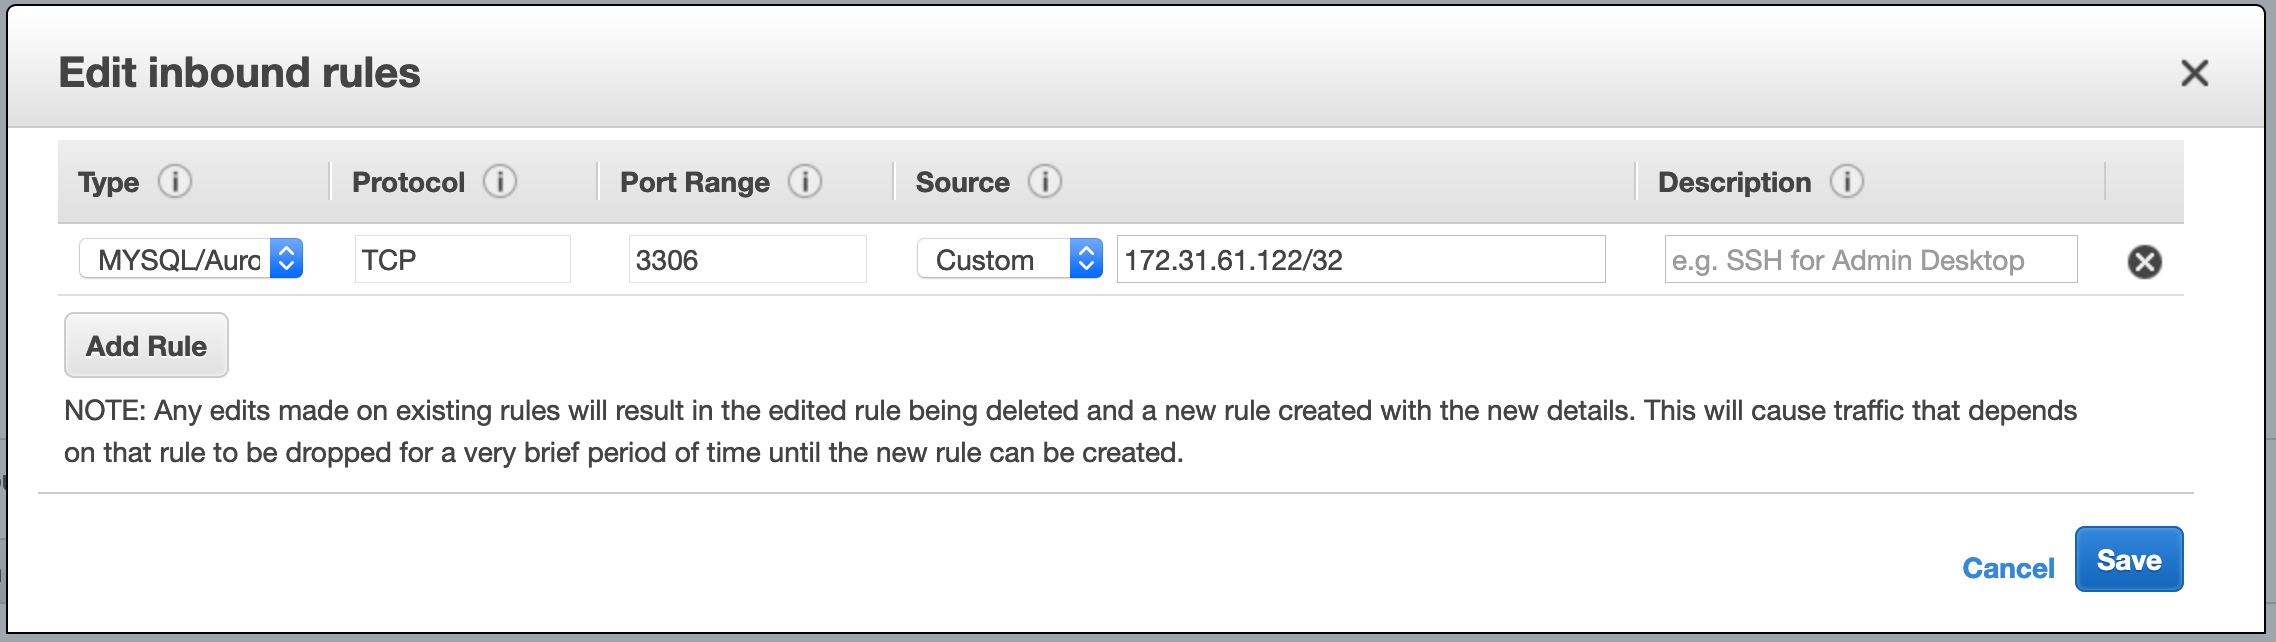 Edit inbound rules
Type Protocol Port Range Source Description
MYSQL/Auro TCP 3306 Custom 172.31.61.122/32 e.g. SSH for Admin Desktop
Add Rule
NOTE: Any edits made on existing rules will result in the edited rule being deleted and a new rule created with the new details. This will cause traffic that depends
on that rule to be dropped for a very brief period of time until the new rule can be created.
Cancel Save